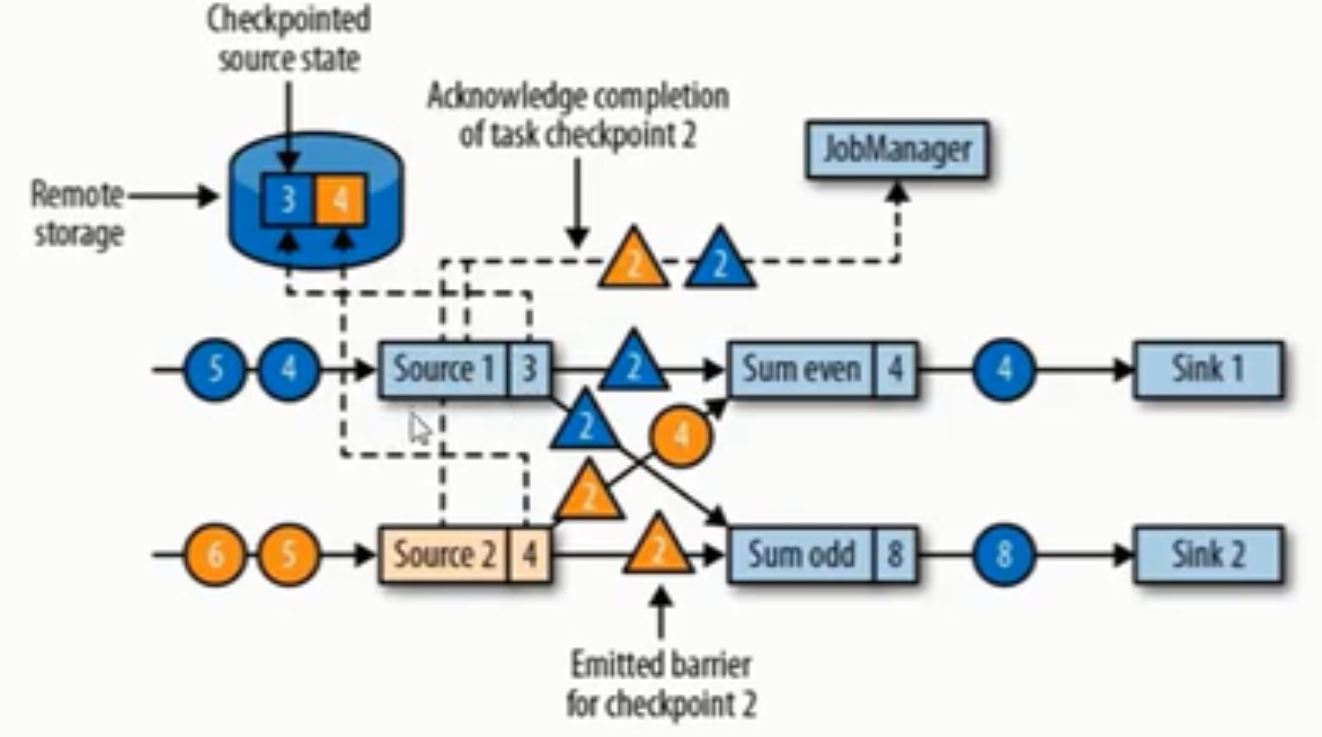 Checkpointed
source state
Acknowledge completion
of task checkpoint 2
JobManager
Remote
storage
3 4
2 2
5 4 Source 1 3 2 Sum even 4 4 Sink 1
2 4
2
6 5 Source 2 4 2 Sum odd 8 8 Sink 2
Emitted barrier
for checkpoint 2